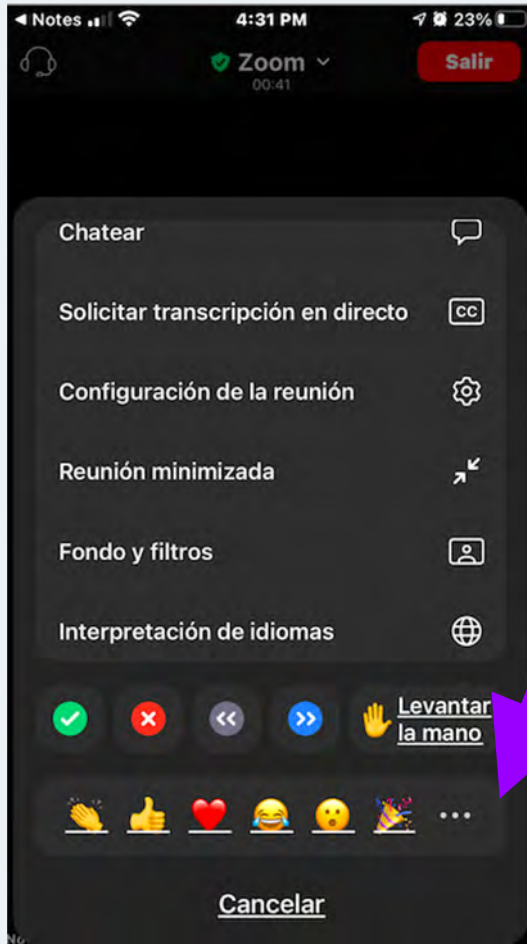 ◀ Notes 4:31 PM 23%
Zoom
Salir
00:41
Chatear
Solicitar transcripción en directo CC
Configuración de la reunión
Reunión minimizada
Fondo y filtros
Interpretación de idiomas
Levantar
la mano
Cancelar